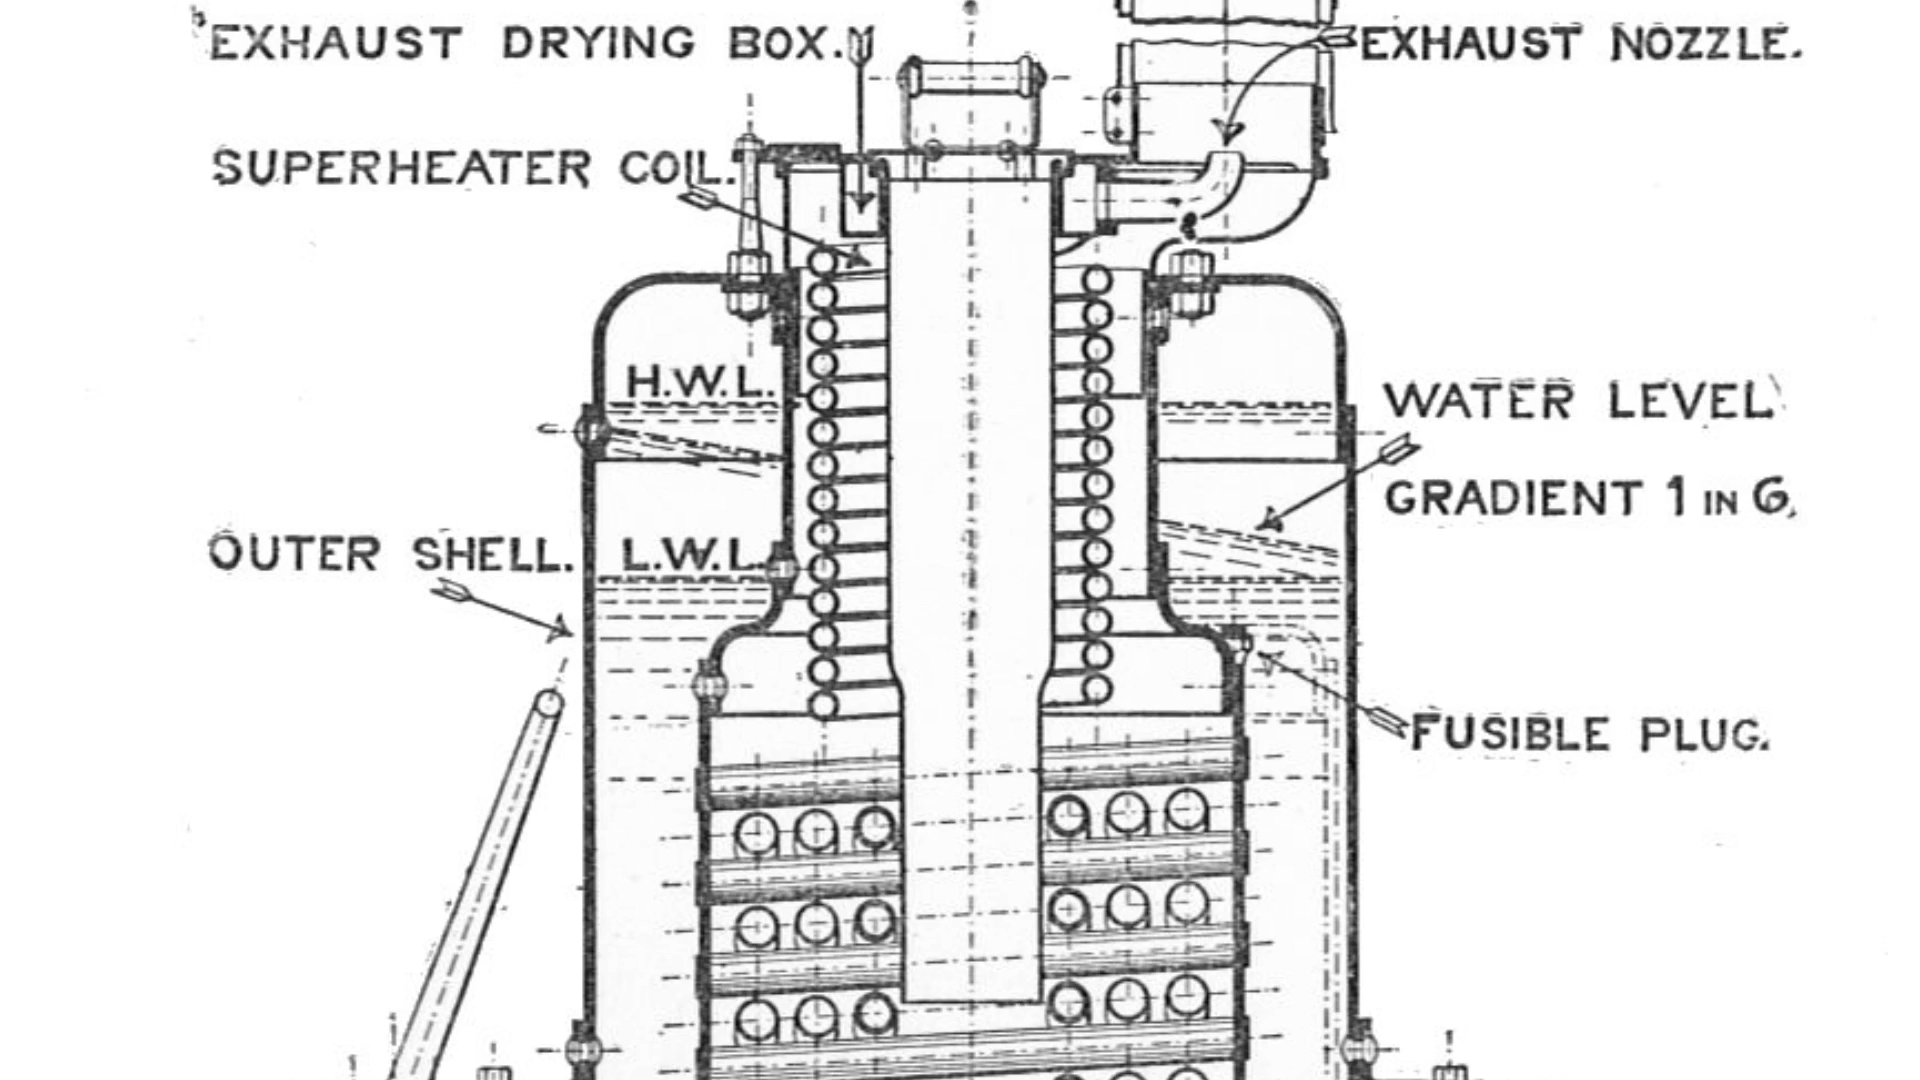 EXHAUST DRYING BOX.
EXHAUST NOZZLE.
SUPERHEATER COIL.
H.W.L.
WATER LEVEL
GRADIENT 1 IN 6.
OUTER SHELL.
L.W.L.
FUSIBLE PLUG.